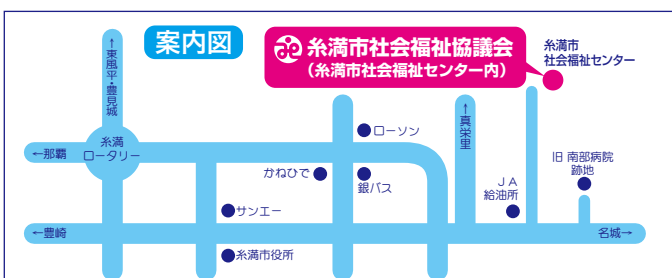 案内図
糸満市社会福祉協議会
(糸満市社会福祉センター内)
糸満市
社会福祉センター
↑東風平・豊見城
糸満
ロータリー
←那覇
ローソン
↑真栄里
かねひで
銀バス
JA
給油所
旧 南部病院
跡地
サンエー
←豊崎
名城→
糸満市役所